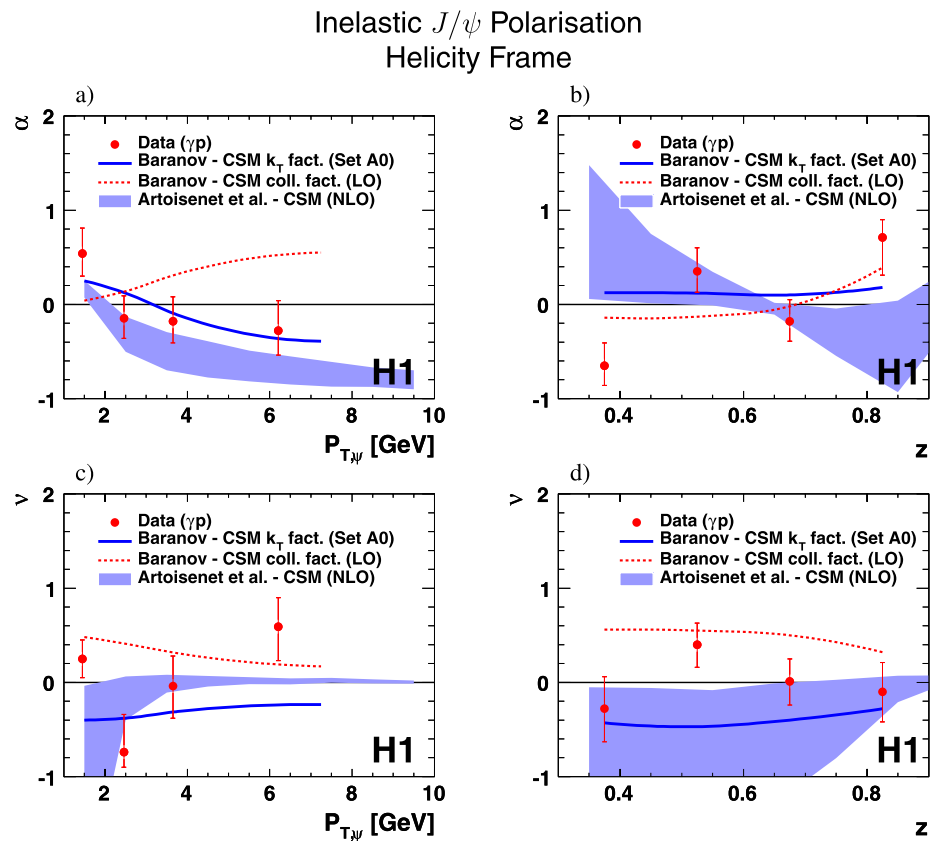 Inelastic J/ψ Polarisation
Helicity Frame
a)
α
2
1
0
-1
Data (γp)
Baranov - CSM kT fact. (Set A0)
Baranov - CSM coll. fact. (LO)
Artoisenet et al. - CSM (NLO)
H1
2 4 6 8 10
PT,ψ [GeV]
b)
α
2
1
0
-1
Data (γp)
Baranov - CSM kT fact. (Set A0)
Baranov - CSM coll. fact. (LO)
Artoisenet et al. - CSM (NLO)
H1
0.4 0.6 0.8
z
c)
ν
2
1
0
-1
Data (γp)
Baranov - CSM kT fact. (Set A0)
Baranov - CSM coll. fact. (LO)
Artoisenet et al. - CSM (NLO)
H1
2 4 6 8 10
PT,ψ [GeV]
d)
ν
2
1
0
-1
Data (γp)
Baranov - CSM kT fact. (Set A0)
Baranov - CSM coll. fact. (LO)
Artoisenet et al. - CSM (NLO)
H1
0.4 0.6 0.8
z